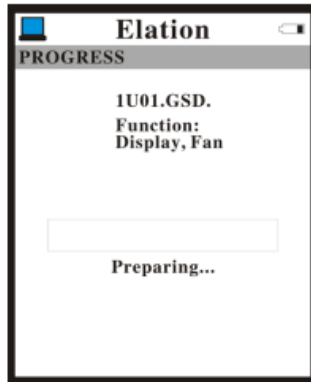 Elation
PROGRESS
1U01.GSD.
Function:
Display, Fan
Preparing...